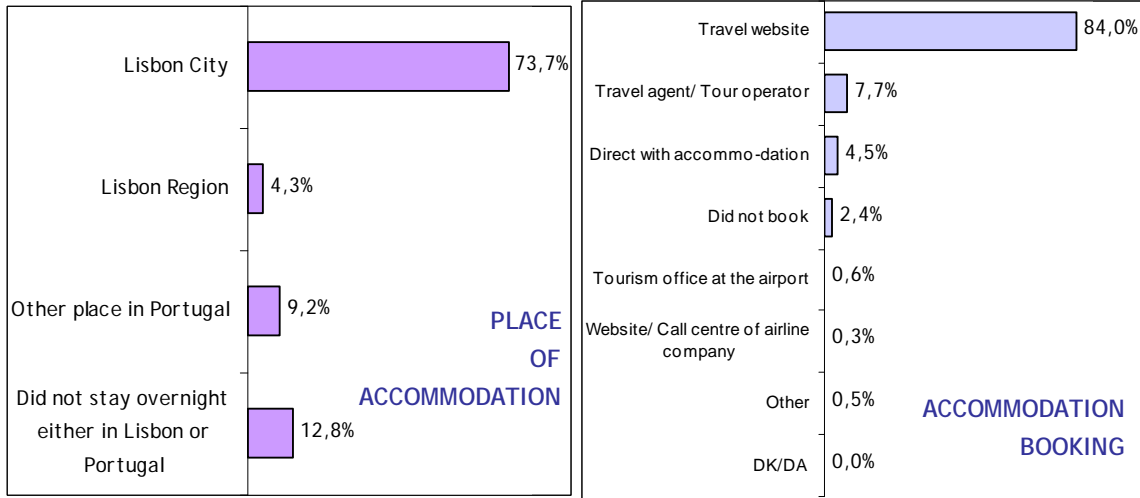 Lisbon City
73,7%
Lisbon Region
4,3%
Other place in Portugal
9,2%
Did not stay overnight
either in Lisbon or
Portugal
12,8%
PLACE
OF
ACCOMMODATION
Travel website
84,0%
Travel agent/ Tour operator
7,7%
Direct with accommo-dation
4,5%
Did not book
2,4%
Tourism office at the airport
0,6%
Website/ Call centre of airline
company
0,3%
Other
0,5%
DK/DA
0,0%
ACCOMMODATION
BOOKING